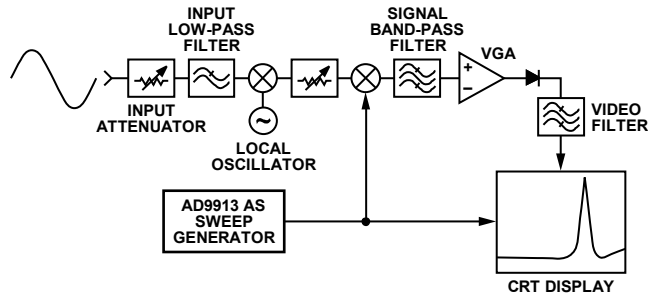 INPUT
LOW-PASS
FILTER
SIGNAL
BAND-PASS
FILTER
VGA
+
–
INPUT
ATTENUATOR
~
LOCAL
OSCILLATOR
VIDEO
FILTER
AD9913 AS
SWEEP
GENERATOR
CRT DISPLAY